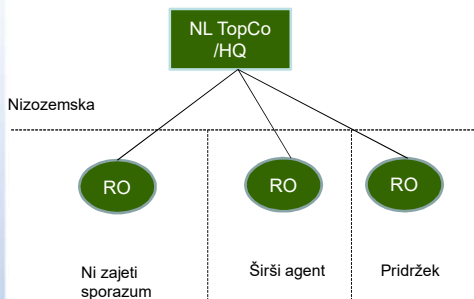 NL TopCo
/HQ
Nizozemska
RO
RO
RO
Ni zajeti
sporazum
Širši agent
Pridržek